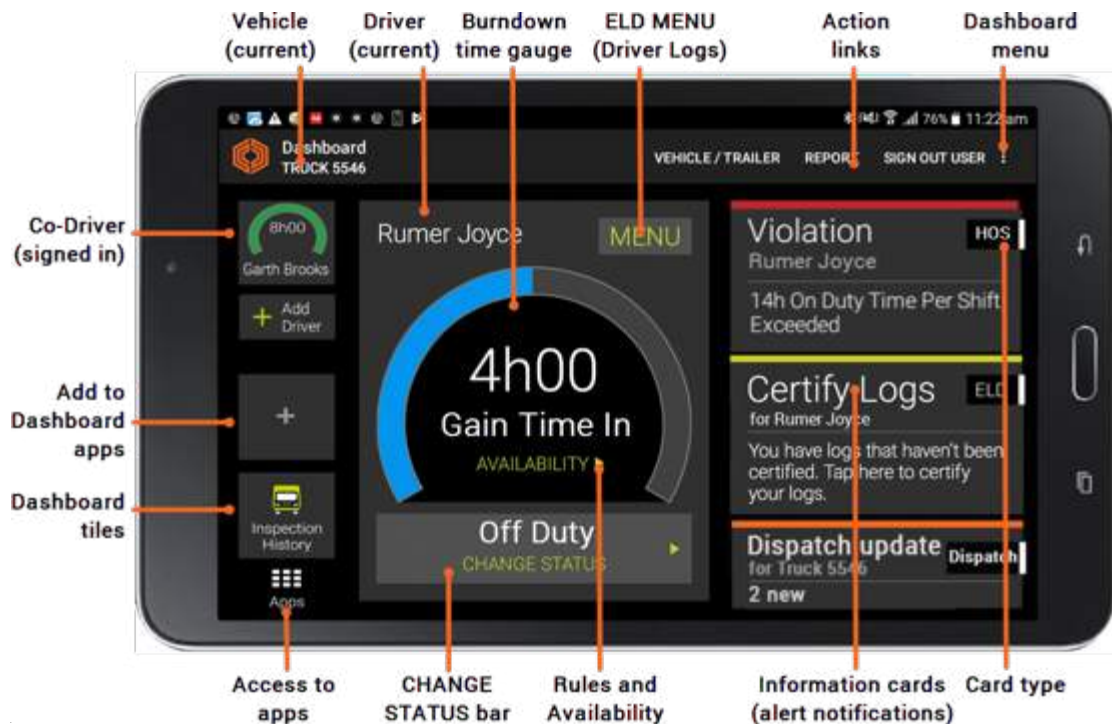 Vehicle
(current)
Driver
(current)
Burndown
time gauge
ELD MENU
(Driver Logs)
Action
links
Dashboard
menu
76% 11:22 am
Dashboard
TRUCK 5546
VEHICLE / TRAILER REPORT SIGN OUT USER
Co-Driver
(signed in)
8h00
Garth Brooks
+ Add
Driver
Add to
Dashboard
apps
+
Dashboard
tiles
Inspection
History
Apps
Rumer Joyce MENU
4h00
Gain Time In
AVAILABILITY
Off Duty
CHANGE STATUS
Violation HOS
Rumer Joyce
14h On Duty Time Per Shift
Exceeded
Certify Logs ELD
for Rumer Joyce
You have logs that haven't been
certified. Tap here to certify
your logs.
Dispatch update Dispatch
for Truck 5546
2 new
Access to
apps
CHANGE
STATUS bar
Rules and
Availability
Information cards
(alert notifications)
Card type